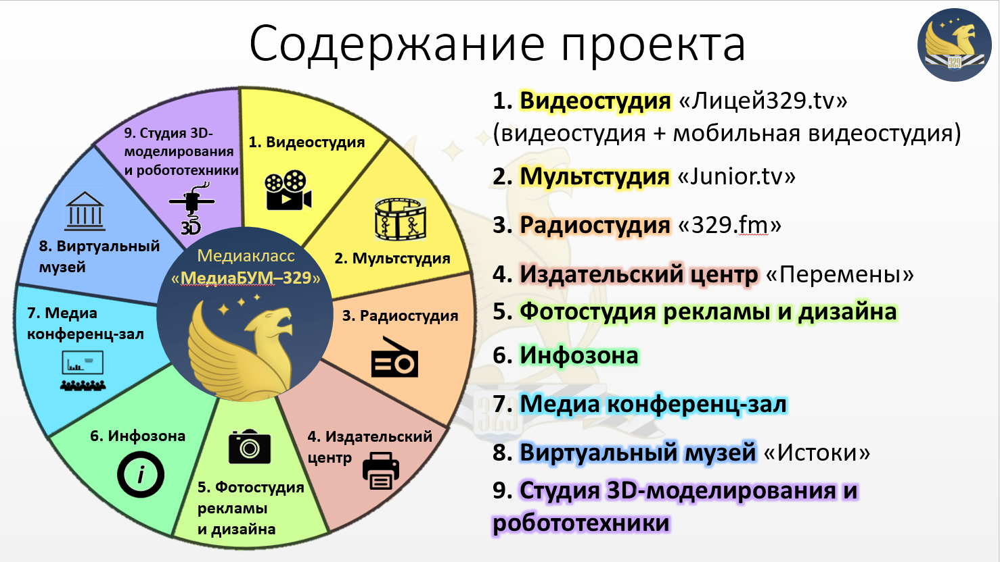 Содержание проекта
329
9. Студия 3D-
моделирования
и робототехники
3D
1. Видеостудия
2. Мультстудия
3. Радиостудия
4. Издательский
центр
5. Фотостудия
рекламы
и дизайна
6. Инфозона
i
7. Медиа
конференц-зал
8. Виртуальный
музей
Медиакласс
«МедиаБУМ–329»
1. Видеостудия «Лицей329.tv»
(видеостудия + мобильная видеостудия)
2. Мультстудия «Junior.tv»
3. Радиостудия «329.fm»
4. Издательский центр «Перемены»
5. Фотостудия рекламы и дизайна
6. Инфозона
7. Медиа конференц-зал
8. Виртуальный музей «Истоки»
9. Студия 3D-моделирования и
робототехники
329